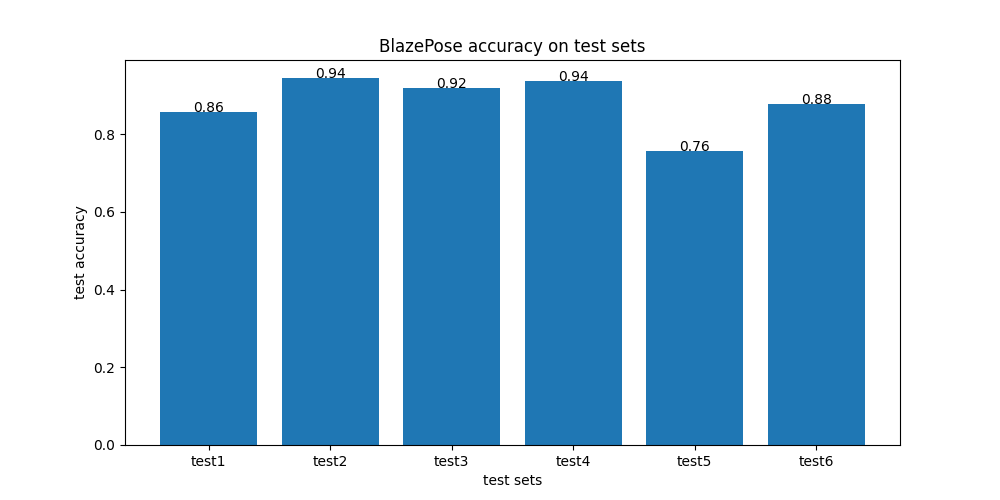 BlazePose accuracy on test sets
0.86
0.94
0.92
0.94
0.76
0.88
test accuracy
0.8
0.6
0.4
0.2
0.0
test1 test2 test3 test4 test5 test6
test sets